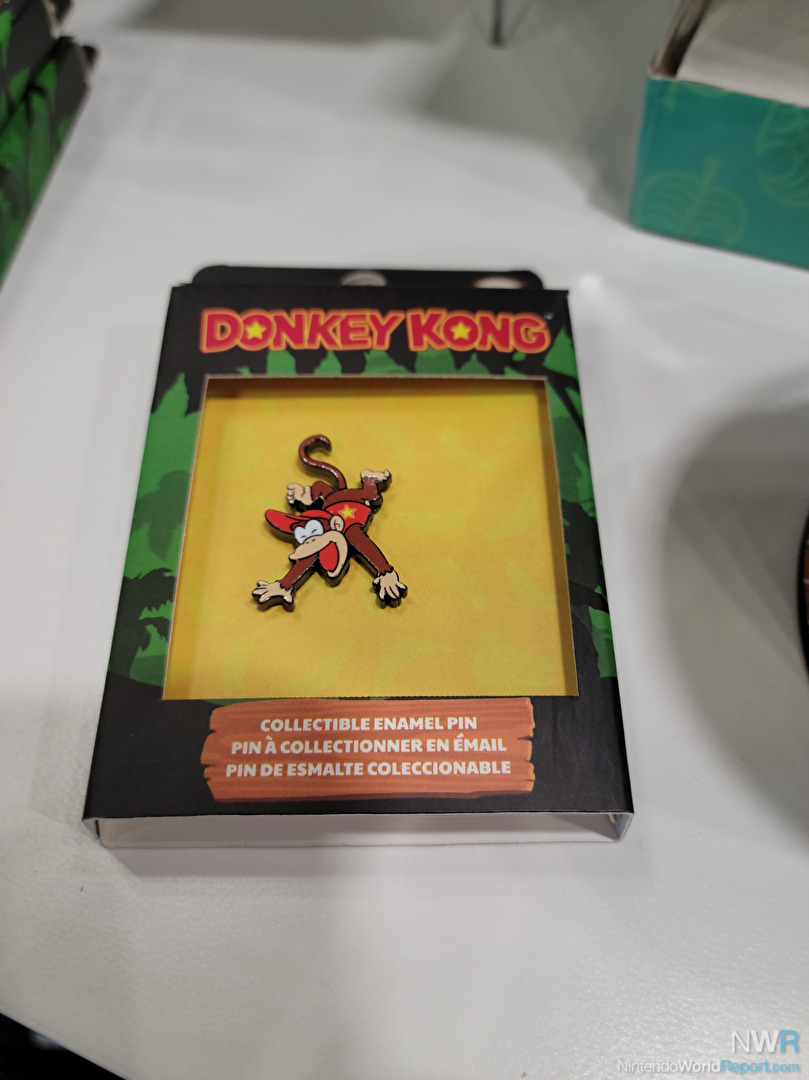 DONKEY KONG
COLLECTIBLE ENAMEL PIN
PIN À COLLECTIONNER EN ÉMAIL
PIN DE ESMALTE COLECCIONABLE
NWR
NintendoWorldReport.com